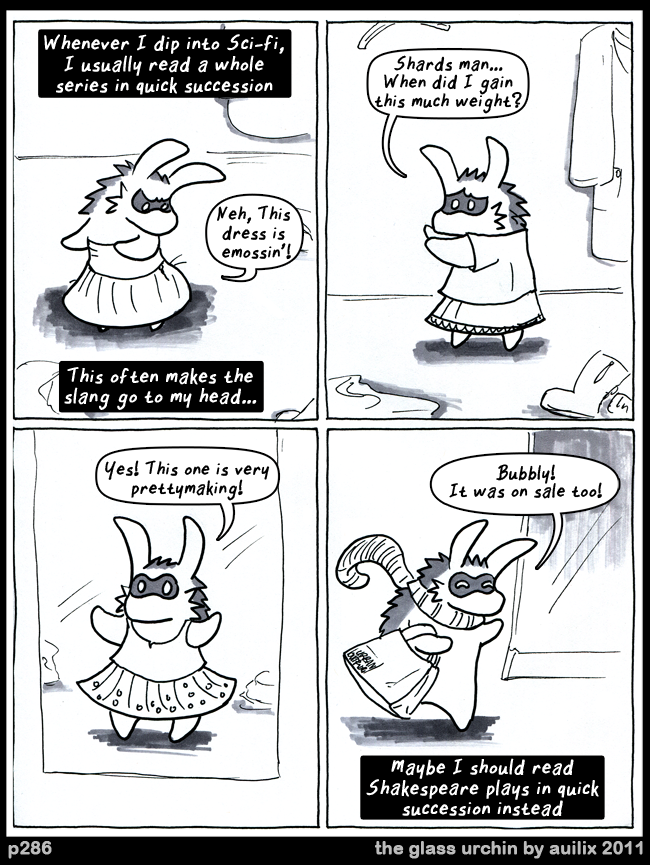 Whenever I dip into Sci-fi,
I usually read a whole
series in quick succession
Neh, This
dress is
emossin'!
This often makes the
slang go to my head...
Shards man...
When did I gain
this much weight?
Yes! This one is very
prettymaking!
Bubbly!
It was on sale too!
URBAN
Maybe I should read
Shakespeare plays in quick
succession instead
p286
the glass urchin by auilix 2011